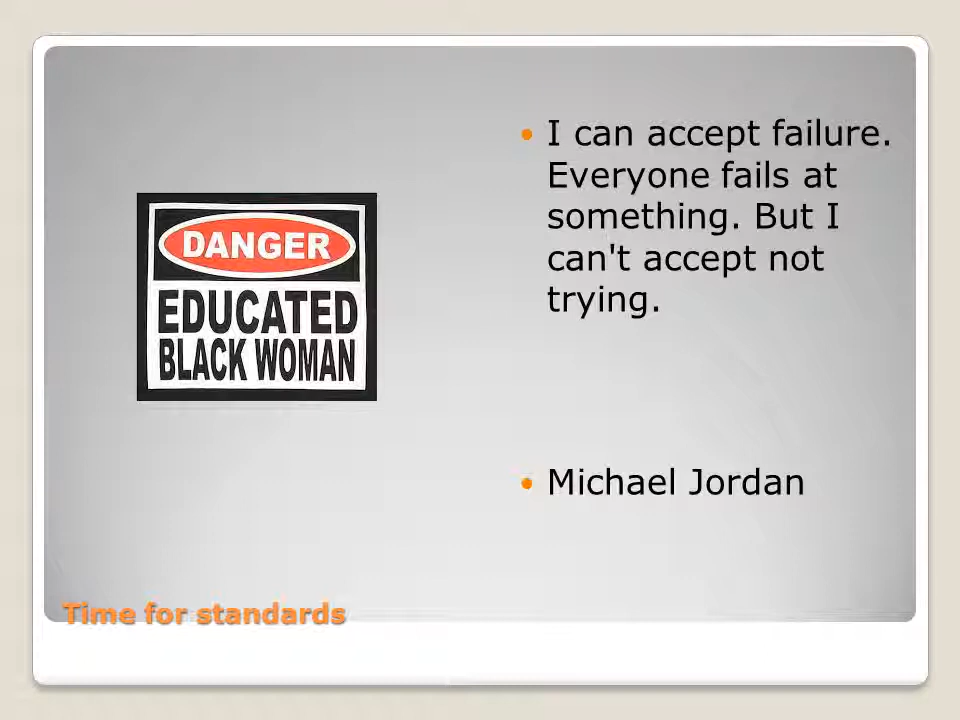 DANGER
EDUCATED
BLACK WOMAN
I can accept failure.
Everyone fails at
something. But I
can't accept not
trying.
Michael Jordan
Time for standards